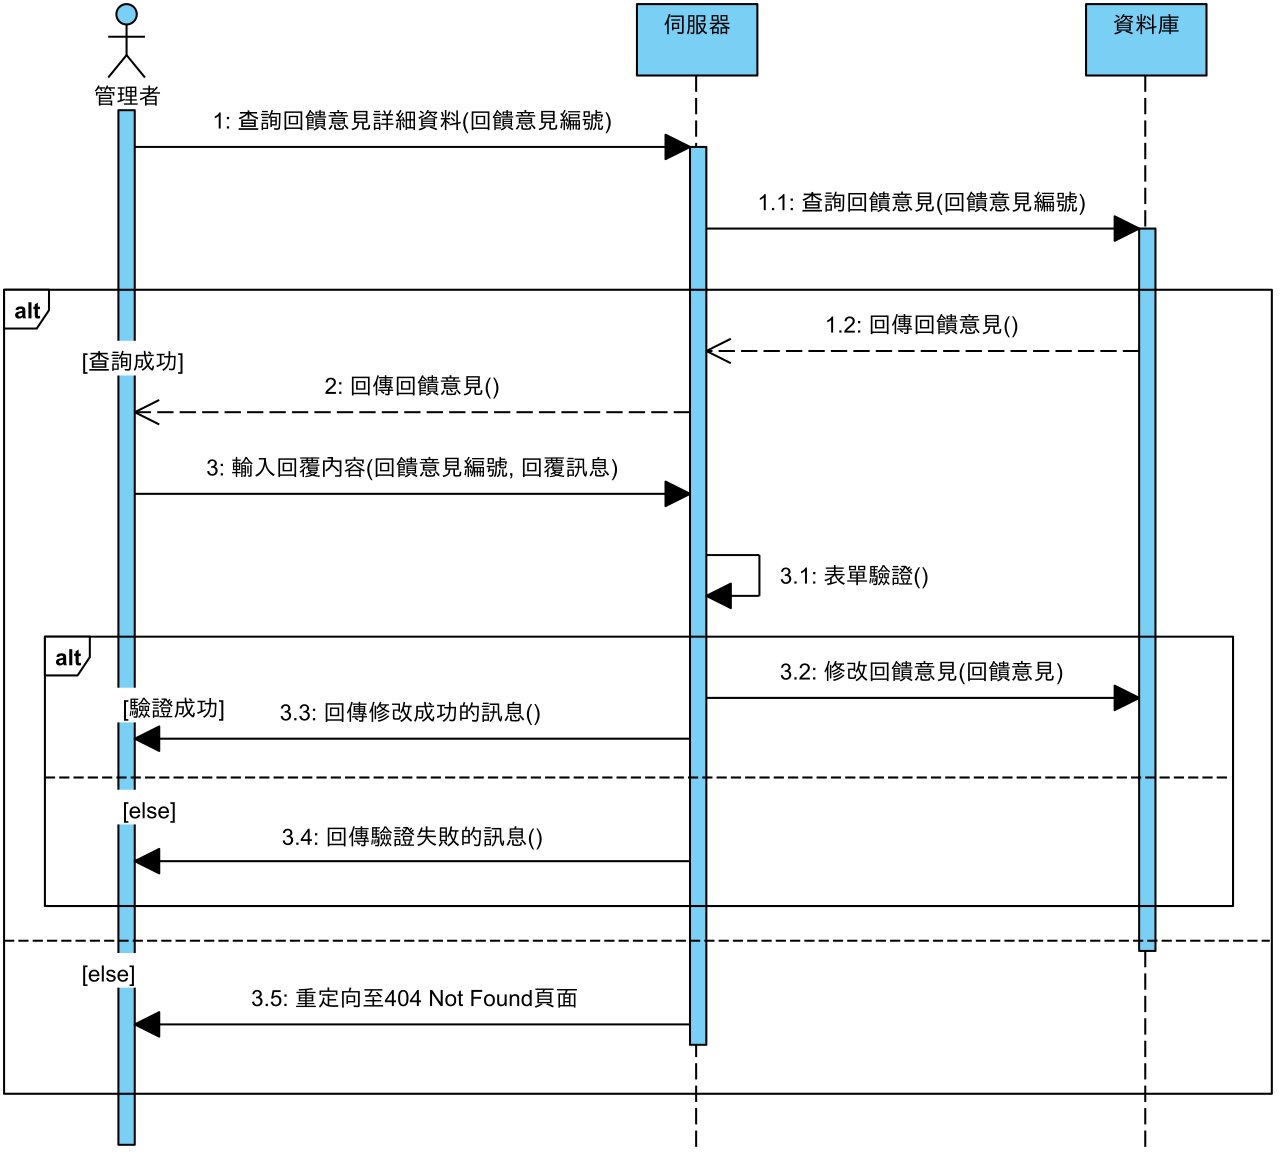 管理者
伺服器
資料庫
1: 查詢回饋意見詳細資料(回饋意見編號)
1.1: 查詢回饋意見(回饋意見編號)
alt
1.2: 回傳回饋意見()
[查詢成功]
2: 回傳回饋意見()
3: 輸入回覆內容(回饋意見編號, 回覆訊息)
3.1: 表單驗證()
alt
3.2: 修改回饋意見(回饋意見)
[驗證成功]
3.3: 回傳修改成功的訊息()
[else]
3.4: 回傳驗證失敗的訊息()
[else]
3.5: 重定向至404 Not Found頁面